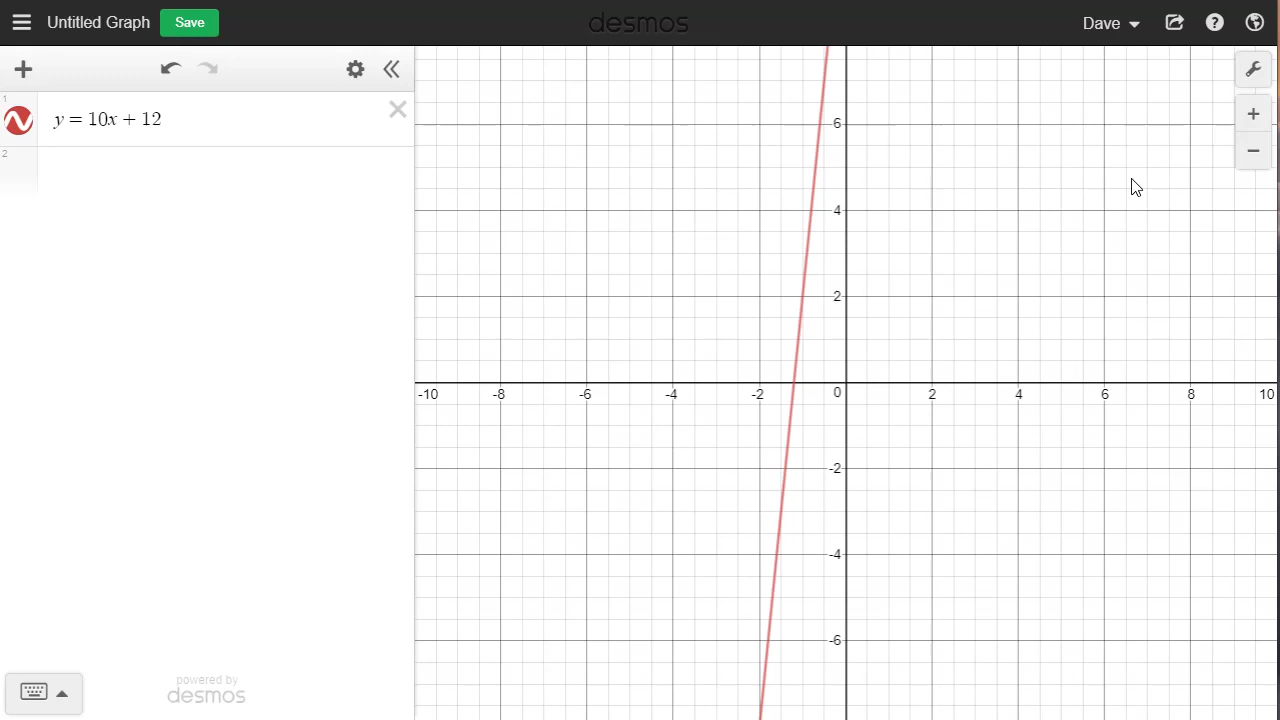 Untitled Graph Save desmos Dave ?
1
y = 10x + 12
2
6
4
2
-10 -8 -6 -4 -2 0 2 4 6 8 10
-2
-4
-6
powered by
desmos